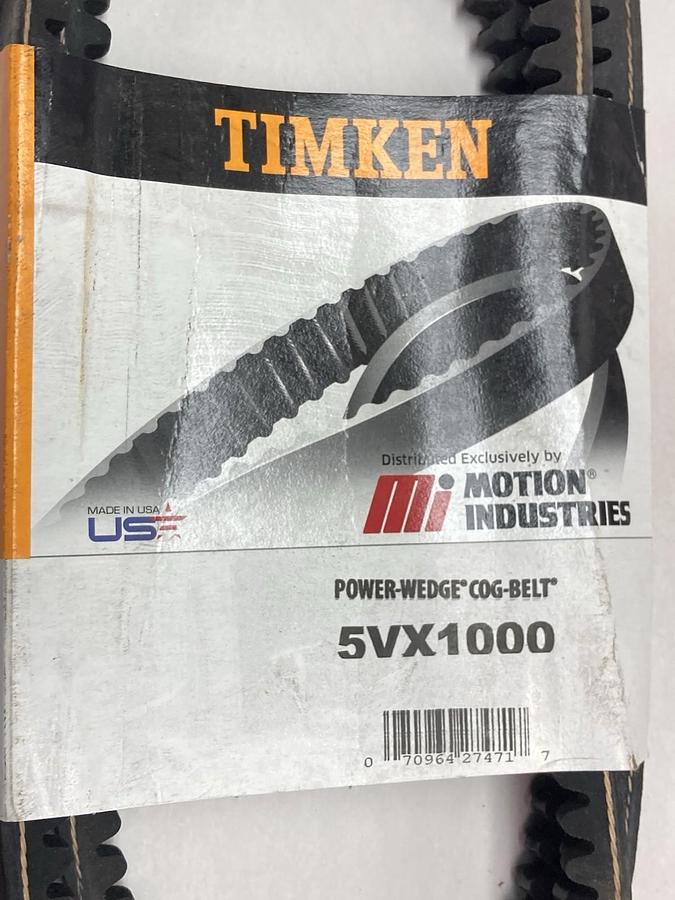 TIMKEN
Distributed Exclusively by
Mi MOTION
INDUSTRIES
MADE IN USA
USA
POWER-WEDGE® COG-BELT®
5VX1000
0 70964 27471 7